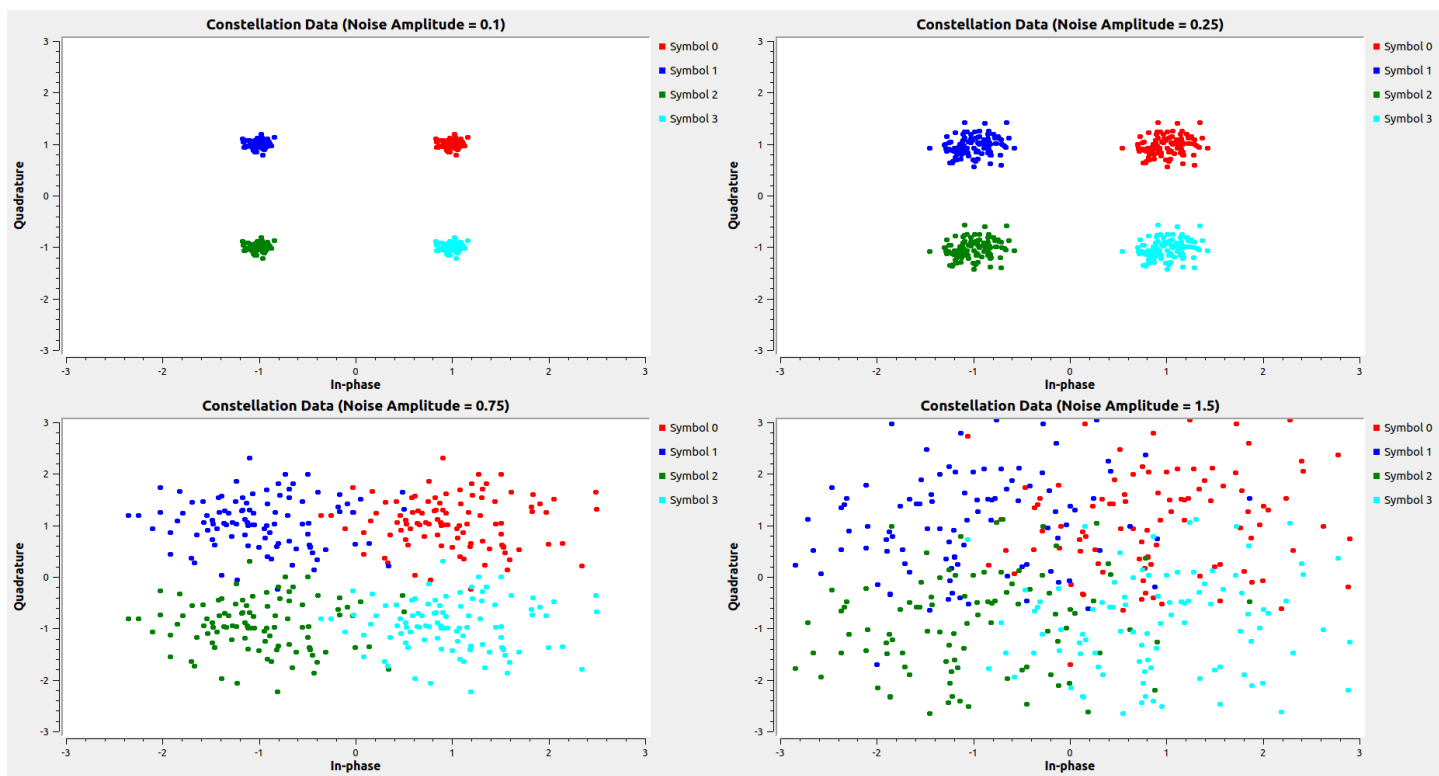 Constellation Data (Noise Amplitude = 0.1)
3
2
1
0
-1
-2
-3
Quadrature
-3
-2
-1
0
1
2
3
In-phase
Symbol 0
Symbol 1
Symbol 2
Symbol 3
Constellation Data (Noise Amplitude = 0.25)
3
2
1
0
-1
-2
-3
Quadrature
-3
-2
-1
0
1
2
3
In-phase
Symbol 0
Symbol 1
Symbol 2
Symbol 3
Constellation Data (Noise Amplitude = 0.75)
3
2
1
0
-1
-2
-3
Quadrature
-3
-2
-1
0
1
2
3
In-phase
Symbol 0
Symbol 1
Symbol 2
Symbol 3
Constellation Data (Noise Amplitude = 1.5)
3
2
1
0
-1
-2
-3
Quadrature
-3
-2
-1
0
1
2
3
In-phase
Symbol 0
Symbol 1
Symbol 2
Symbol 3